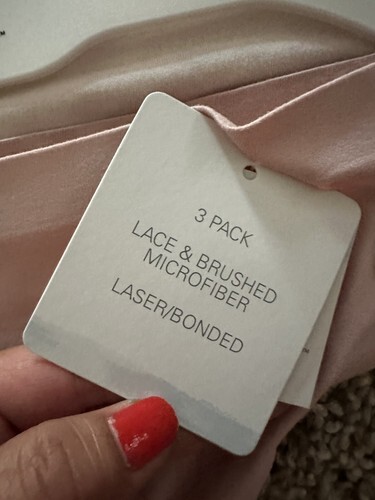 3 PACK
LACE & BRUSHED
MICROFIBER
LASER/BONDED